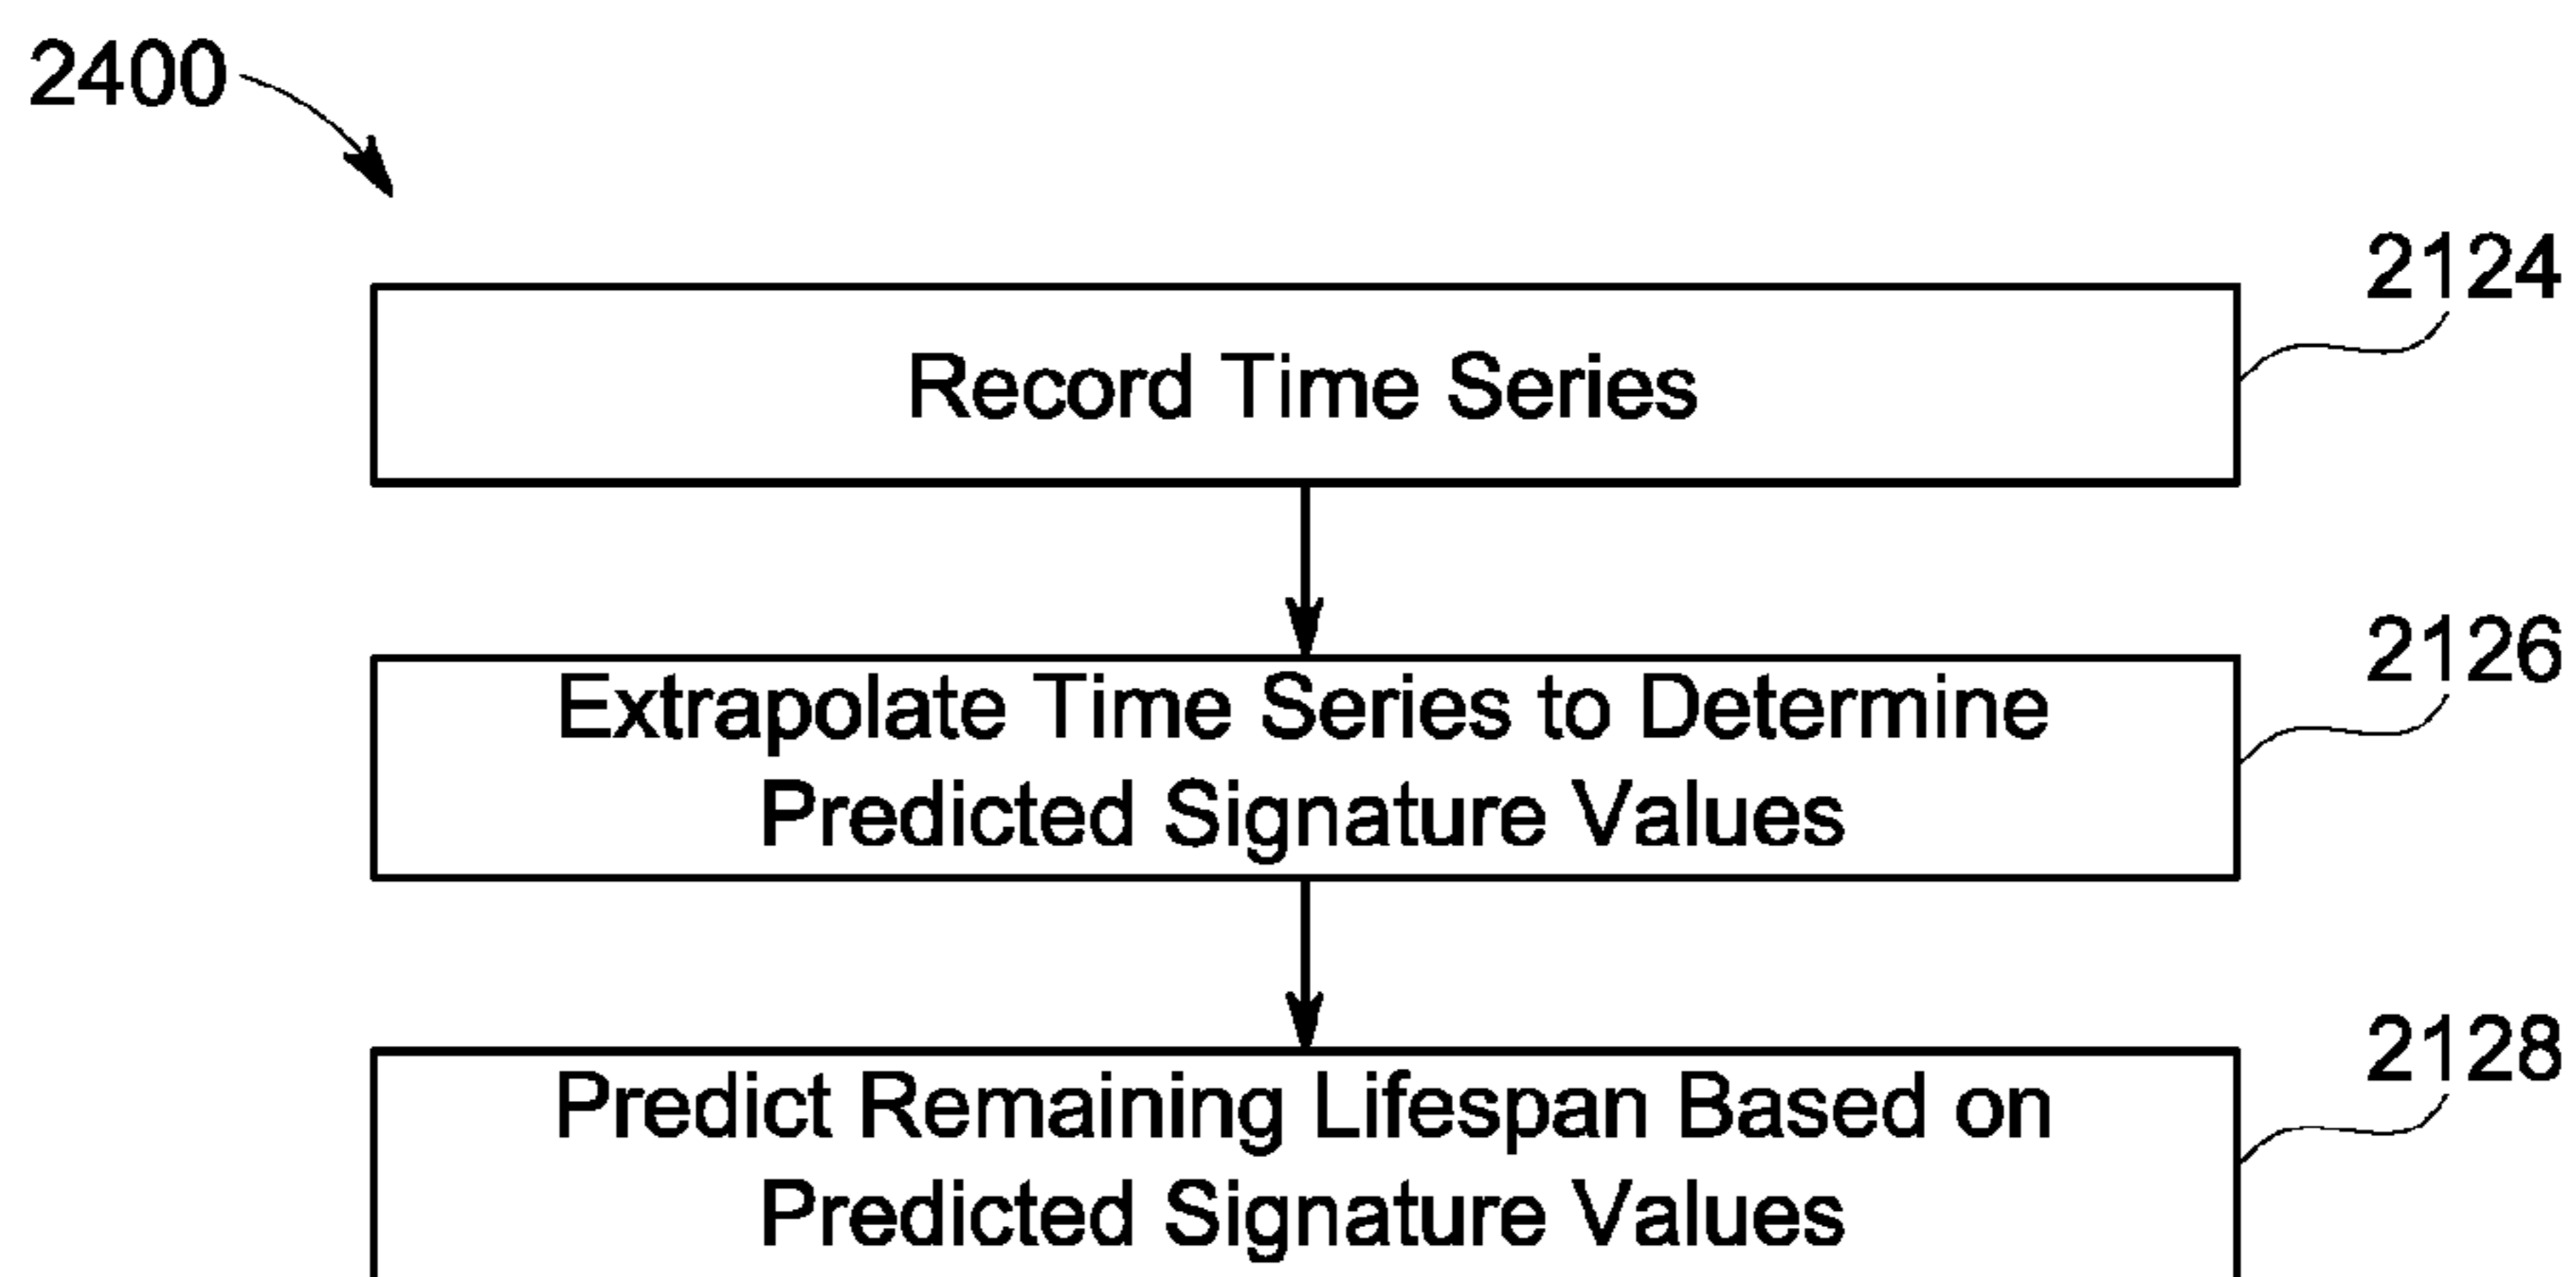 2400
2124
Record Time Series
2126
Extrapolate Time Series to Determine
Predicted Signature Values
2128
Predict Remaining Lifespan Based on
Predicted Signature Values